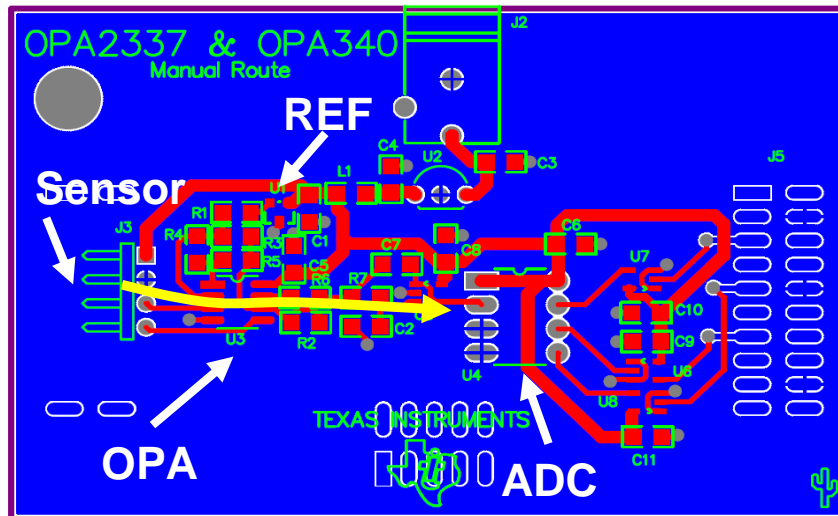 OPA2337 & OPA340
Manual Route
J2
REF
C4
U2
C3
J5
Sensor
L1
U1
R1
J3
R4
R3
C1
C6
R5
C5
C7
C8
U7
R6
R7
C10
U3
R2
C2
C9
U4
U6
U8
TEXAS INSTRUMENTS
OPA
ADC
C11